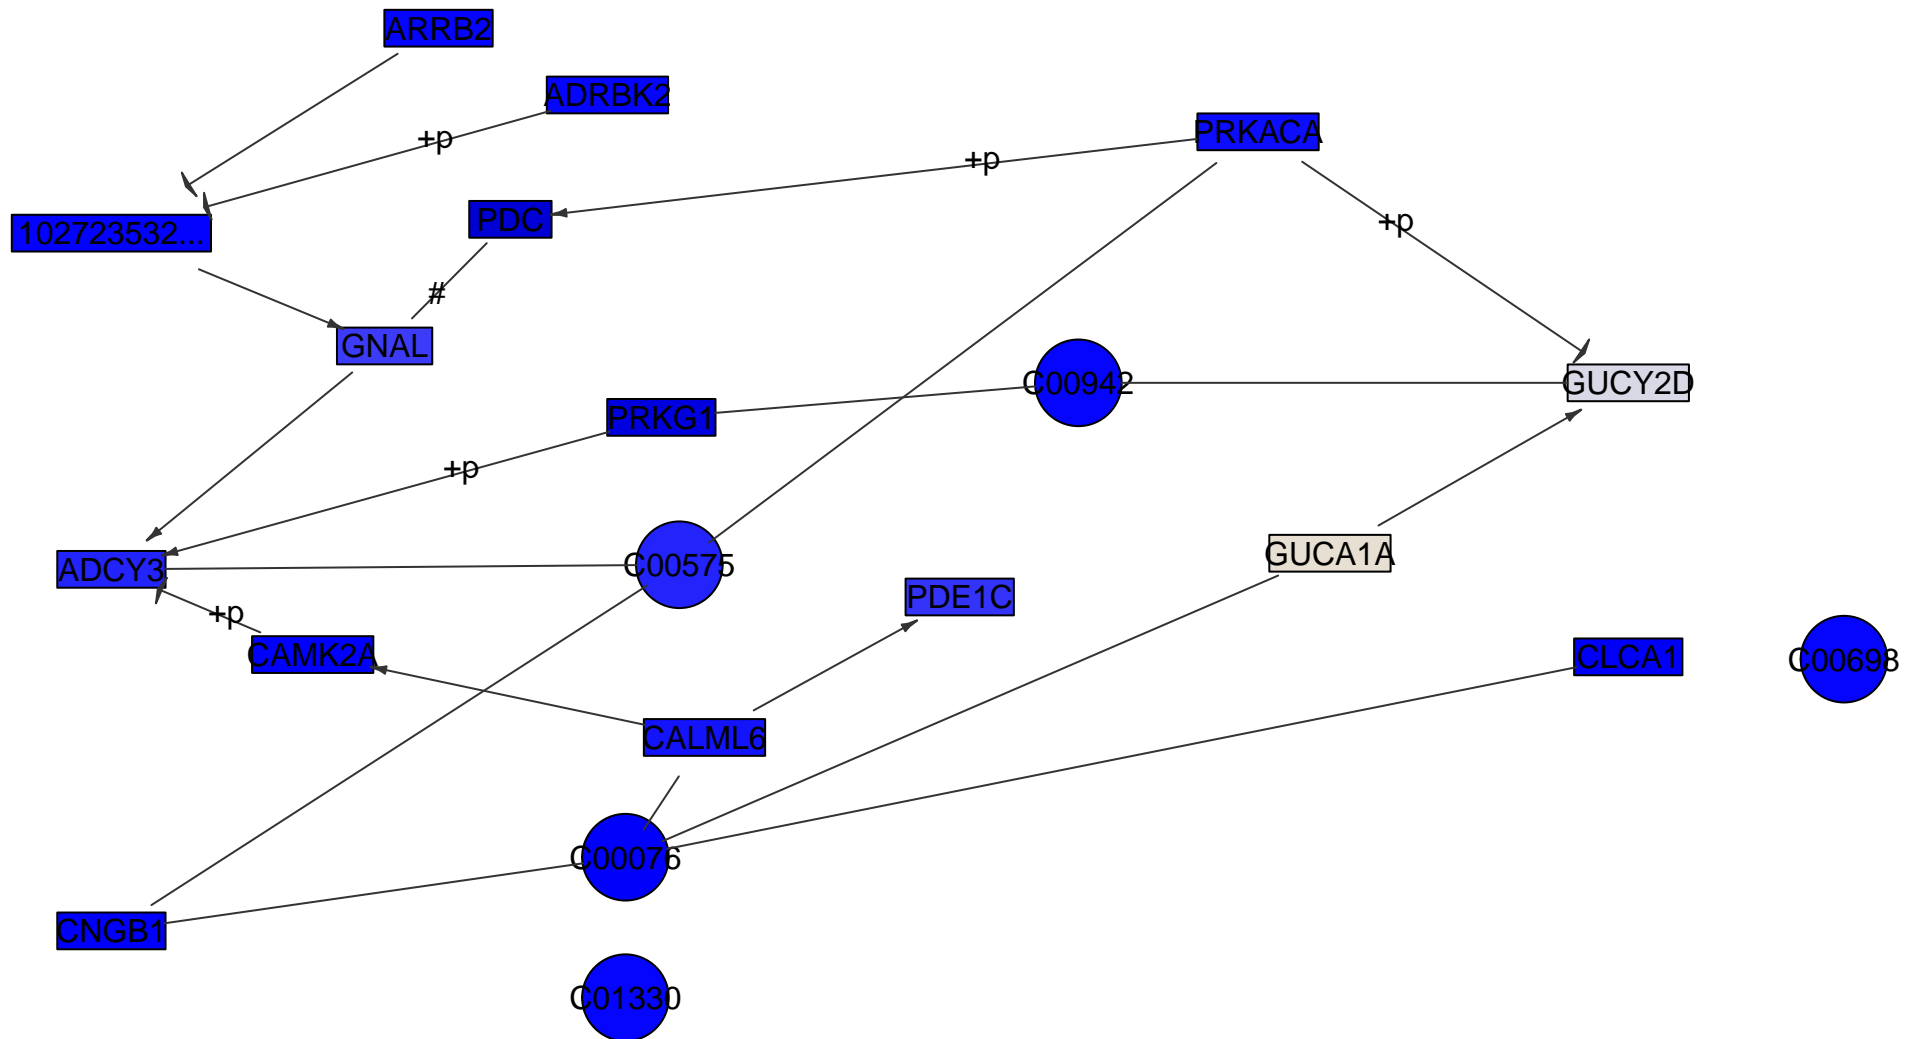 ARRB2
ADRBK2
+p
PRKACA
+p
102723532...
PDC
+p
#
GNAL
C00942
GUCY2D
PRKG1
+p
ADCY3
C00575
GUCA1A
PDE1C
+p
CAMK2A
CLCA1
C00698
CALML6
C00076
CNGB1
C01330